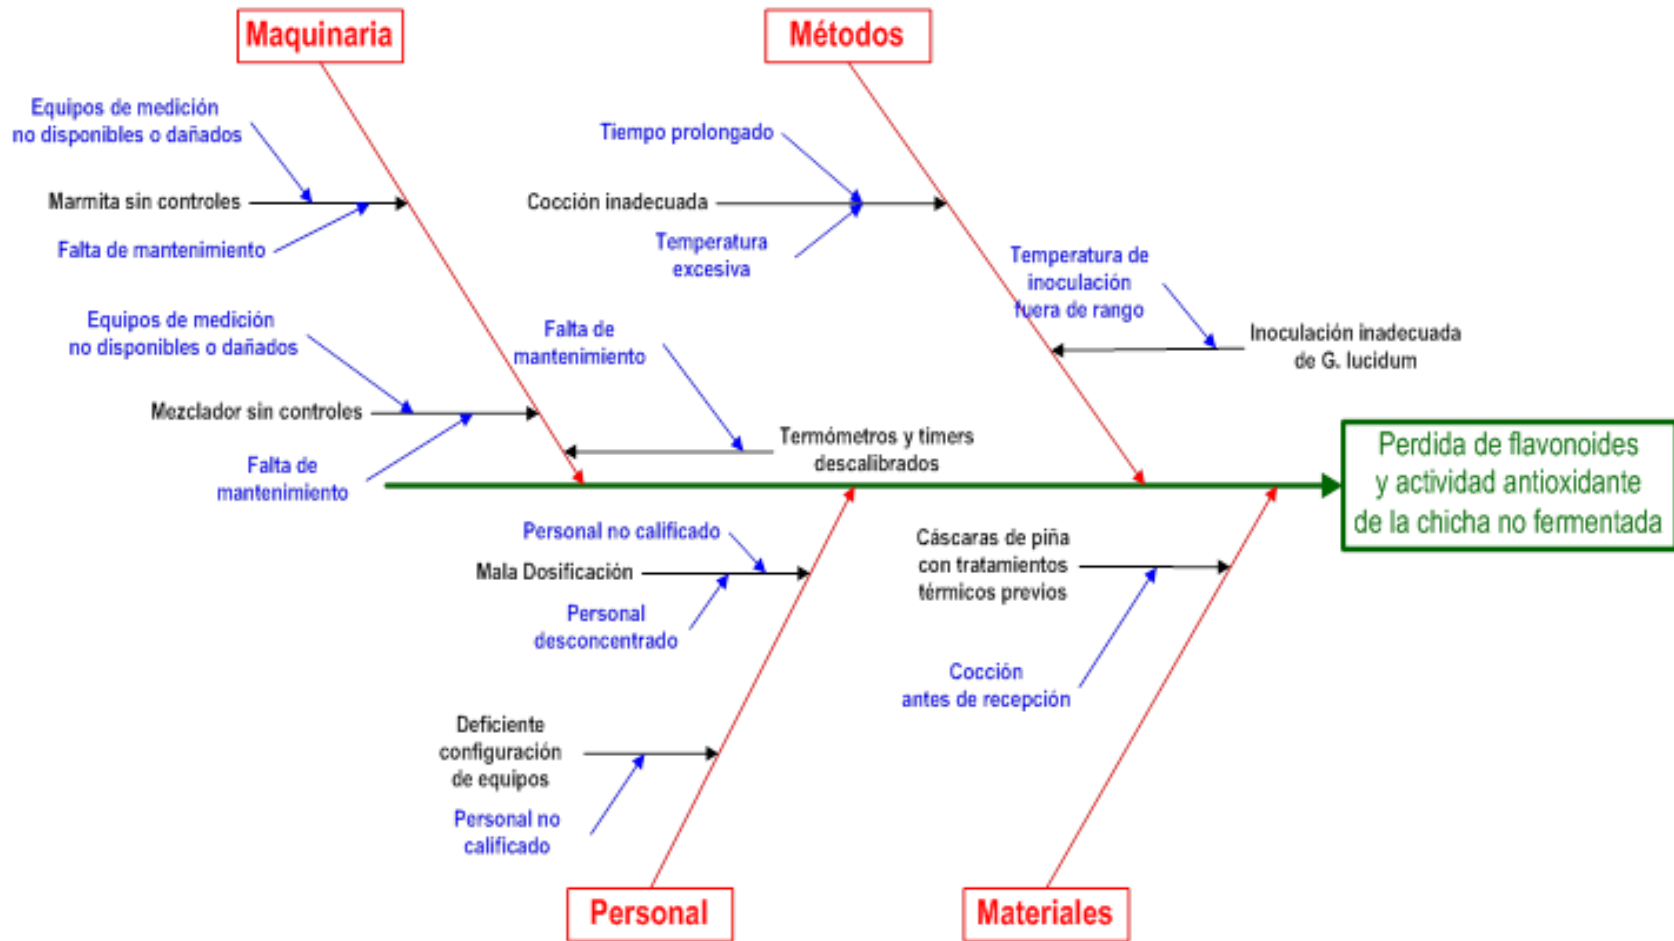 Maquinaria
Métodos
Equipos de medición
no disponibles o dañados
Marmita sin controles
Falta de mantenimiento
Equipos de medición
no disponibles o dañados
Mezclador sin controles
Falta de
mantenimiento
Falta de
mantenimiento
Termómetros y timers
descalibrados
Tiempo prolongado
Cocción inadecuada
Temperatura
excesiva
Temperatura de
inoculación
fuera de rango
Inoculación inadecuada
de G. lucidum
Perdida de flavonoides
y actividad antioxidante
de la chicha no fermentada
Personal no calificado
Mala Dosificación
Personal
desconcentrado
Deficiente
configuración
de equipos
Personal no
calificado
Cáscaras de piña
con tratamientos
térmicos previos
Cocción
antes de recepción
Personal
Materiales